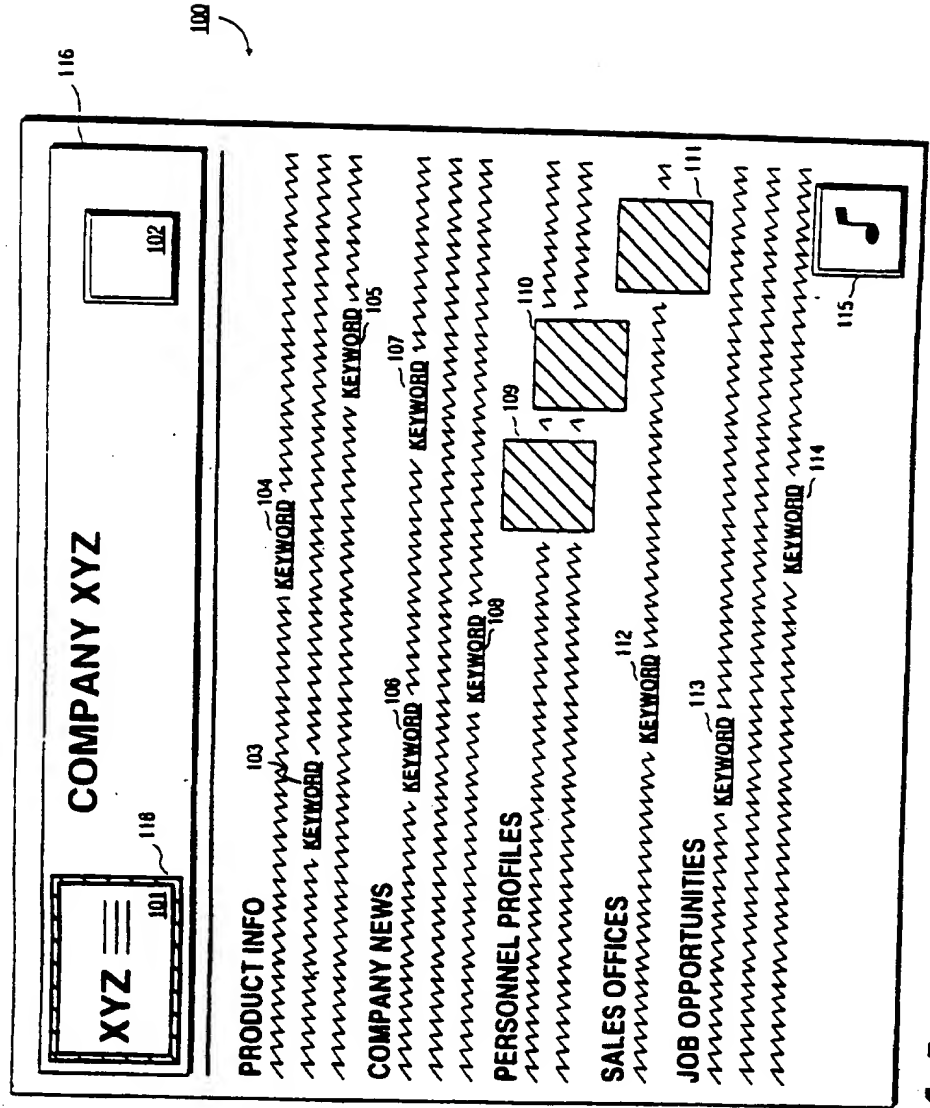 100
116
COMPANY XYZ
118
XYZ
101
102
PRODUCT INFO
103
104
KEYWORD
KEYWORD
KEYWORD
105
COMPANY NEWS
106
107
KEYWORD KEYWORD
KEYWORD
108
PERSONNEL PROFILES
109
110
SALES OFFICES
112
KEYWORD
111
JOB OPPORTUNITIES
113
KEYWORD
KEYWORD
114
115